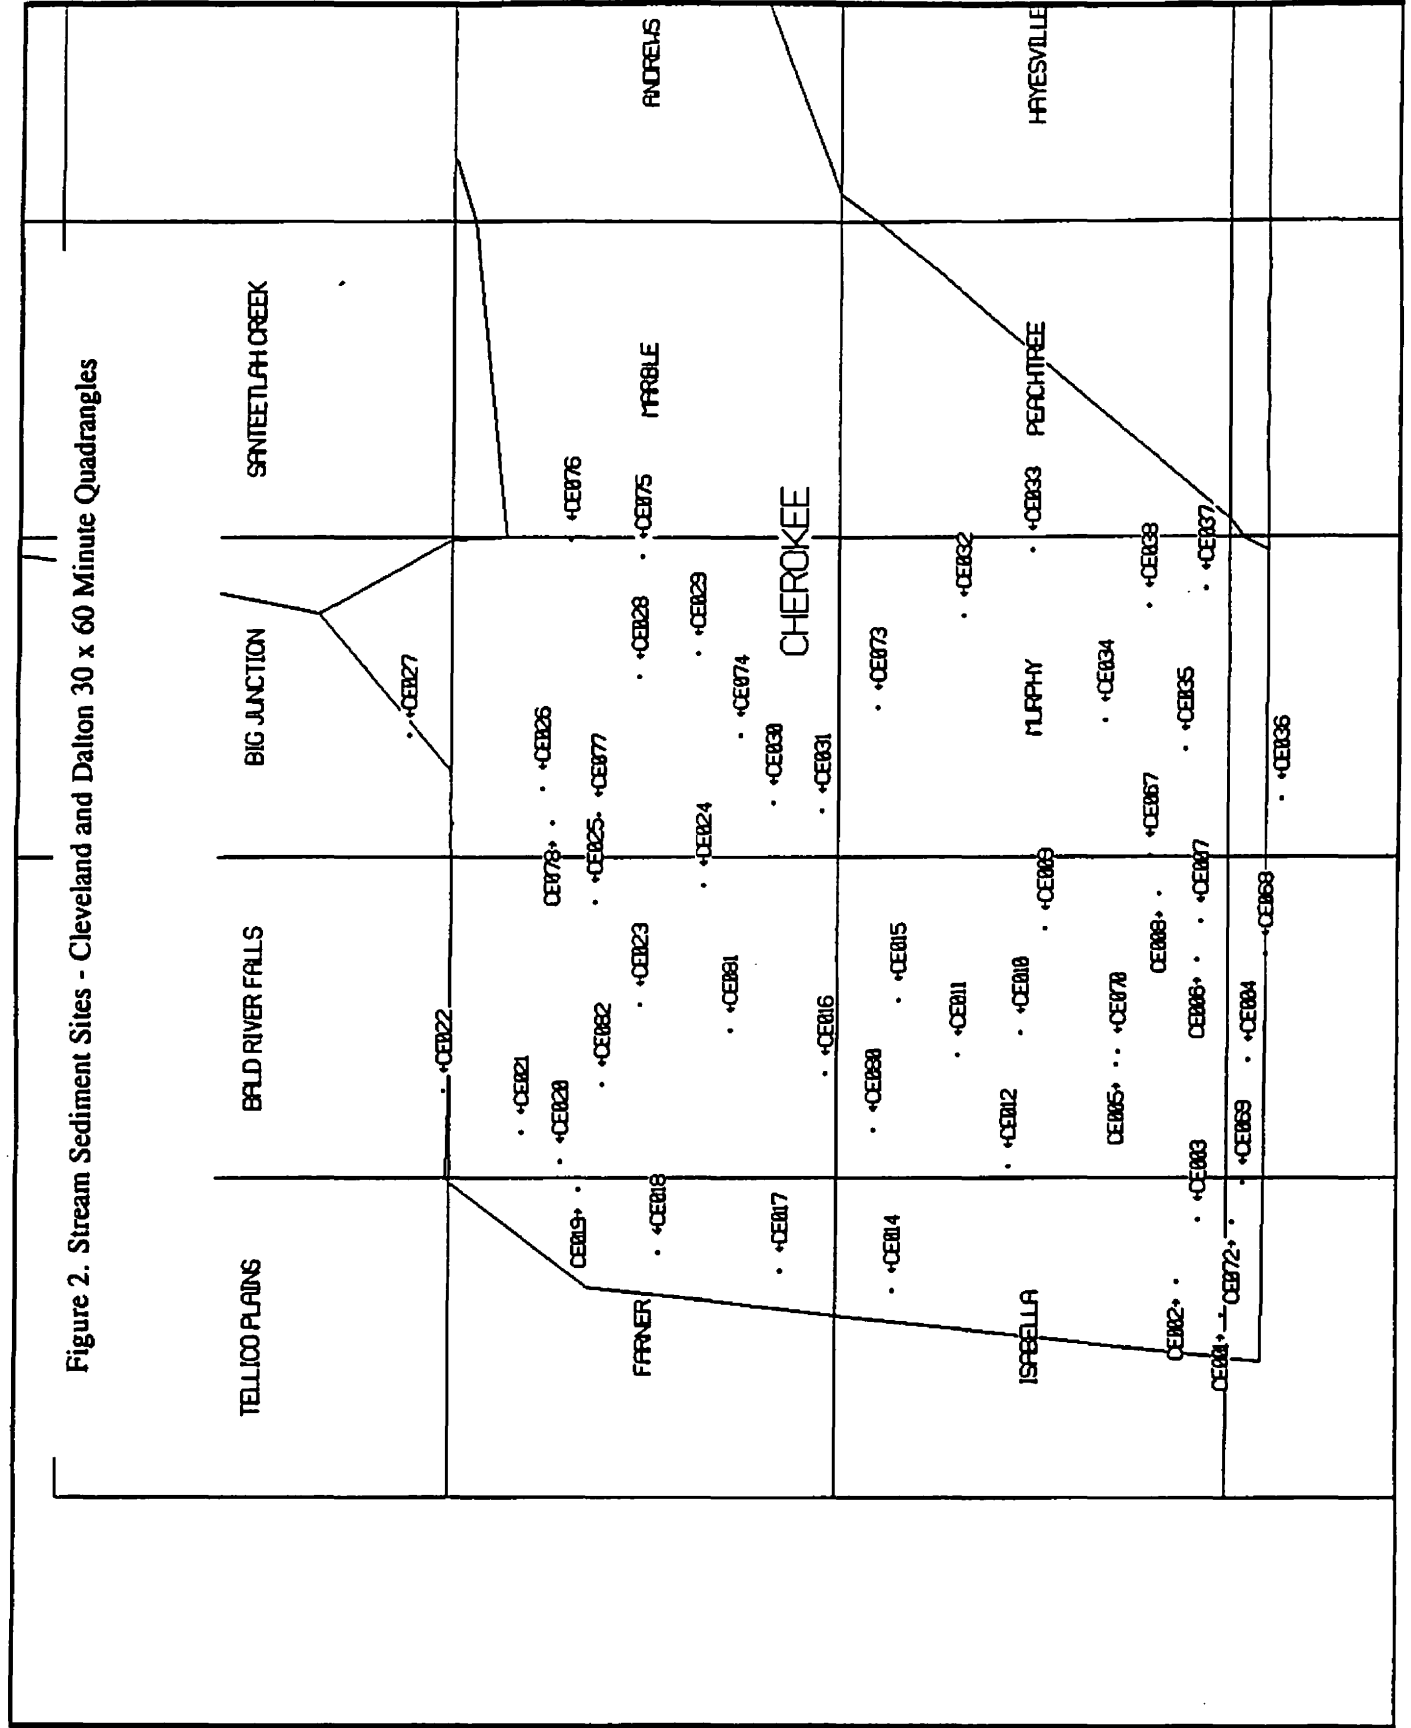 Figure 2. Stream Sediment Sites - Cleveland and Dalton 30 x 60 Minute Quadrangles
TELLICO PLAINS
BALD RIVER FALLS
BIG JUNCTION
SANTEETLAH CREEK
+CE027
+CE022
+CE021
+CE026
CE078+
+CE020
+CE076
CE019+
+CE082
+CE025
+CE077
FARNER
+CE018
+CE023
+CE028
+CE075
MARBLE
ANDREWS
+CE024
+CE029
+CE081
+CE074
+CE017
+CE030
CHEROKEE
+CE016
+CE031
+CE080
+CE073
+CE014
+CE015
+CE011
+CE032
+CE012
+CE010
ISABELLA
+CE009
MURPHY
+CE033
PEACHTREE
HAYESVILLE
CE005+
+CE070
+CE034
CE008+
+CE067
+CE038
CE002+
+CE035
+CE003
CE006+
+CE007
+CE037
CE001+
CE072+
+CE069
+CE004
+CE068
+CE036